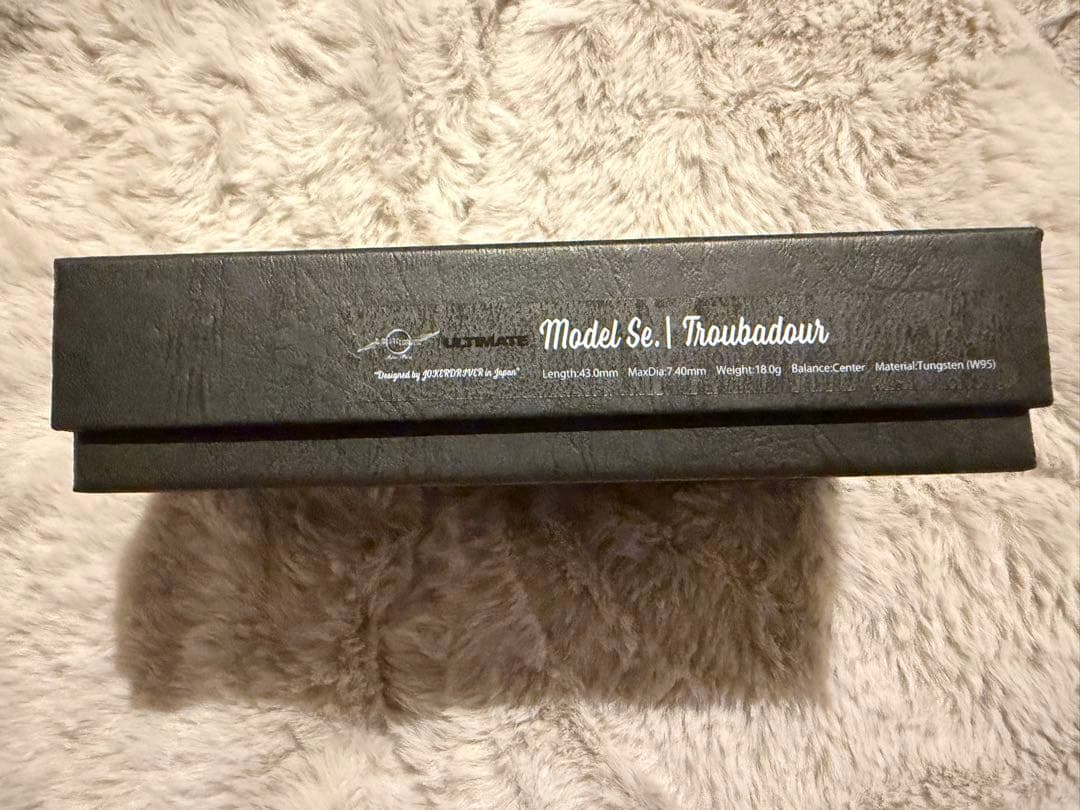 ULTIMATE Model Se. | Troubadour
"Designed by JOKERDRIVER in Japan" Length:43.0mm MaxDia:7.40mm Weight:18.0g Balance:Center Material:Tungsten (W95)